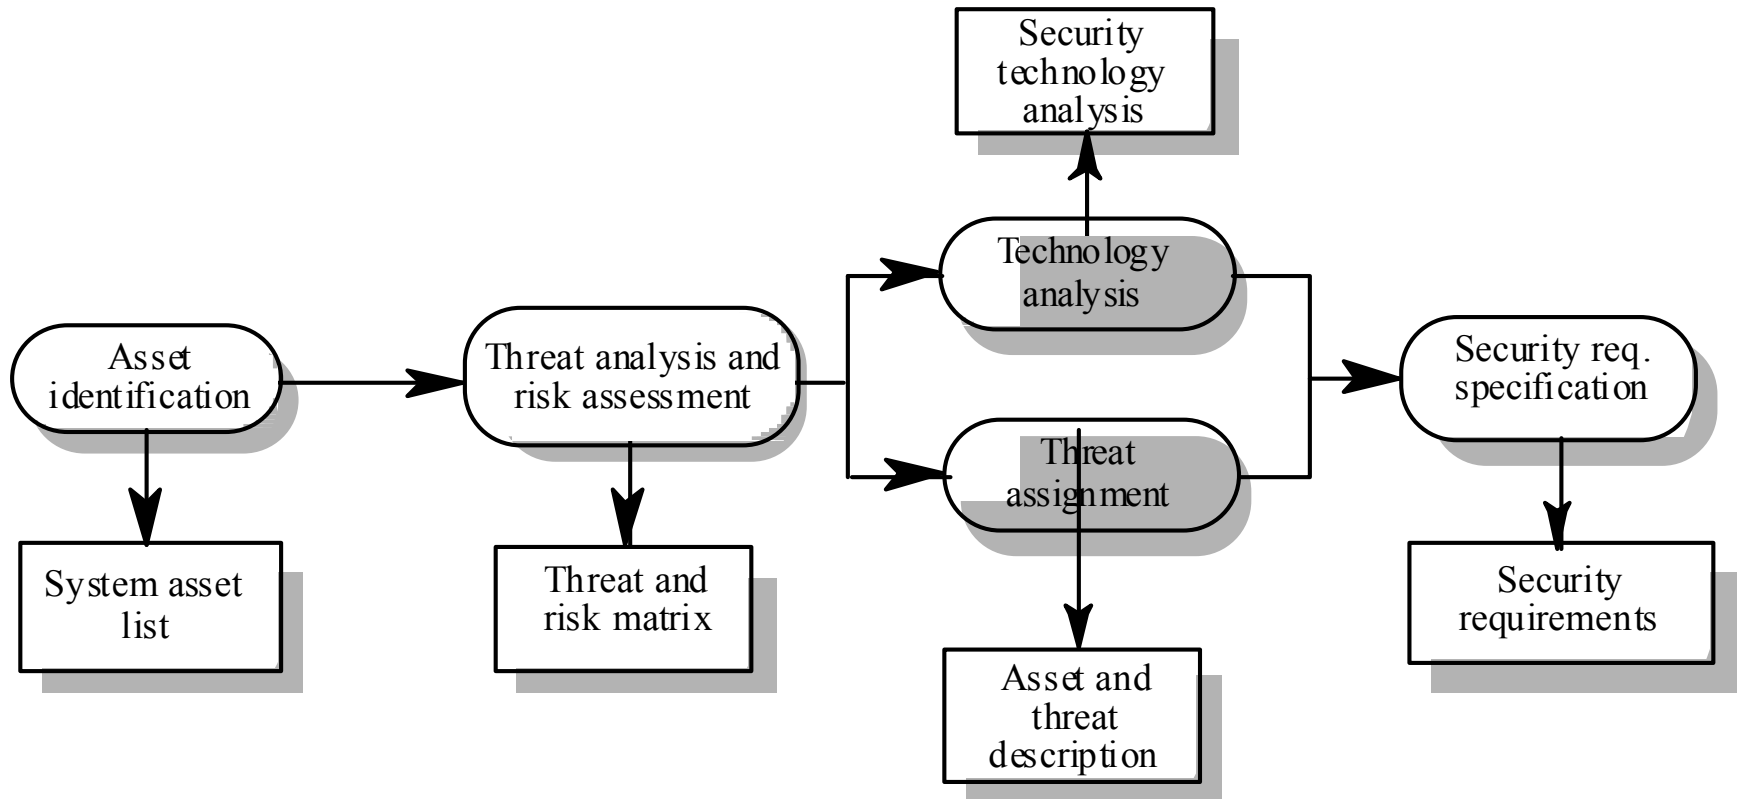 Security
technology
analysis
Technology
analysis
Asset
identification
Threat analysis and
risk assessment
Security req.
specification
Threat
assignment
System asset
list
Threat and
risk matrix
Security
requirements
Asset and
threat
description